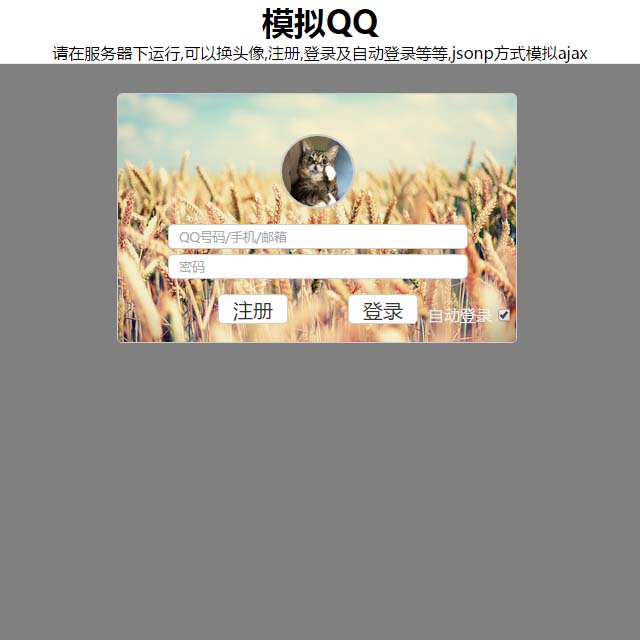 模拟QQ
请在服务器下运行,可以换头像,注册,登录及自动登录等等,jsonp方式模拟ajax
QQ号码/手机/邮箱
密码
注册 登录 自动登录